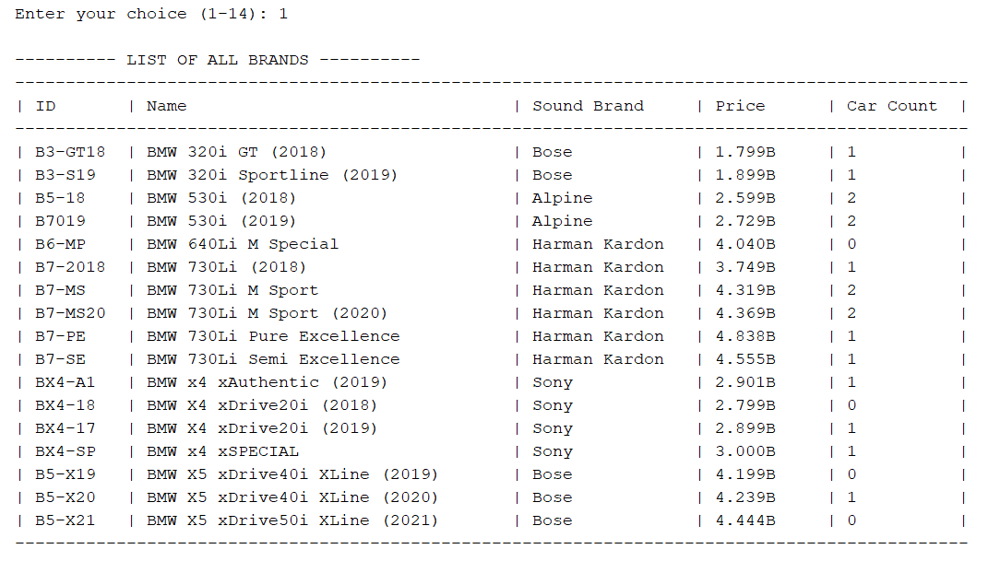 Enter your choice (1-14): 1
---------- LIST OF ALL BRANDS ----------
----------------------------------------------------------------------------------------------
| ID       | Name                                 | Sound Brand     | Price      | Car Count  |
----------------------------------------------------------------------------------------------
| B3-GT18  | BMW 320i GT (2018)                   | Bose            | 1.799B     | 1          |
| B3-S19   | BMW 320i Sportline (2019)            | Bose            | 1.899B     | 1          |
| B5-18    | BMW 530i (2018)                      | Alpine          | 2.599B     | 2          |
| B7019    | BMW 530i (2019)                      | Alpine          | 2.729B     | 2          |
| B6-MP    | BMW 640Li M Special                  | Harman Kardon   | 4.040B     | 0          |
| B7-2018  | BMW 730Li (2018)                     | Harman Kardon   | 3.749B     | 1          |
| B7-MS    | BMW 730Li M Sport                    | Harman Kardon   | 4.319B     | 2          |
| B7-MS20  | BMW 730Li M Sport (2020)             | Harman Kardon   | 4.369B     | 2          |
| B7-PE    | BMW 730Li Pure Excellence            | Harman Kardon   | 4.838B     | 1          |
| B7-SE    | BMW 730Li Semi Excellence            | Harman Kardon   | 4.555B     | 1          |
| BX4-A1   | BMW x4 xAuthentic (2019)             | Sony            | 2.901B     | 1          |
| BX4-18   | BMW X4 xDrive20i (2018)              | Sony            | 2.799B     | 0          |
| BX4-17   | BMW X4 xDrive20i (2019)              | Sony            | 2.899B     | 1          |
| BX4-SP   | BMW x4 xSPECIAL                      | Sony            | 3.000B     | 1          |
| B5-X19   | BMW X5 xDrive40i XLine (2019)        | Bose            | 4.199B     | 0          |
| B5-X20   | BMW X5 xDrive40i XLine (2020)        | Bose            | 4.239B     | 1          |
| B5-X21   | BMW X5 xDrive50i XLine (2021)        | Bose            | 4.444B     | 0          |
----------------------------------------------------------------------------------------------